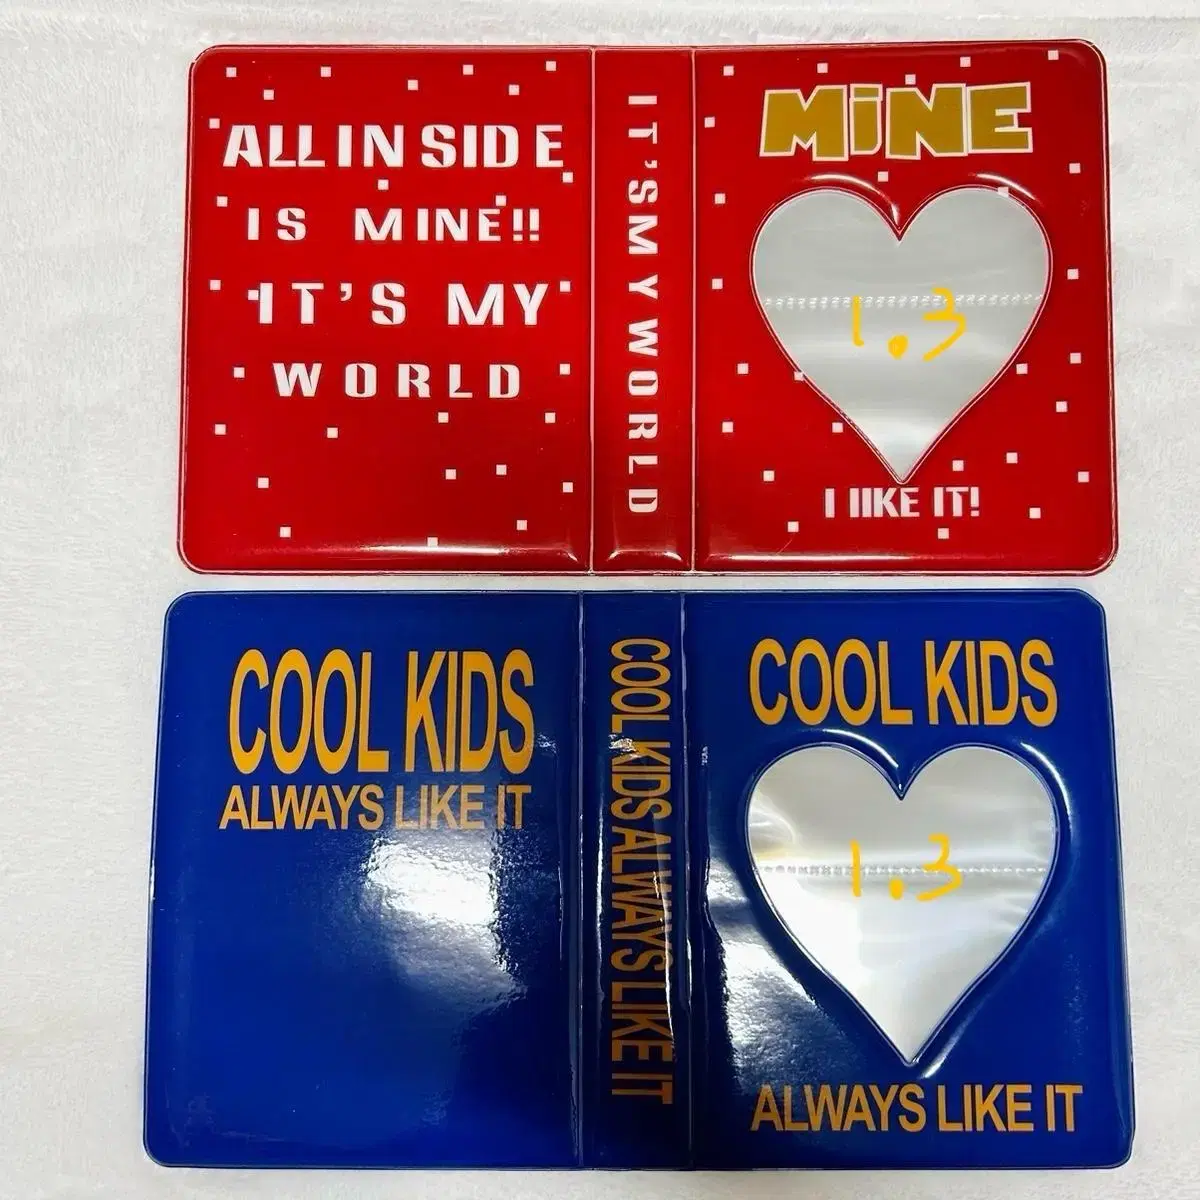 ALL IN SIDE
IS MINE!!
IT'S MY
WORLD
IT'S MY WORLD
MiNE
1.3
I lIKE IT!
COOL KIDS
ALWAYS LIKE IT
COOL KIDS ALWAYS LIKE IT
COOL KIDS
1.3
ALWAYS LIKE IT